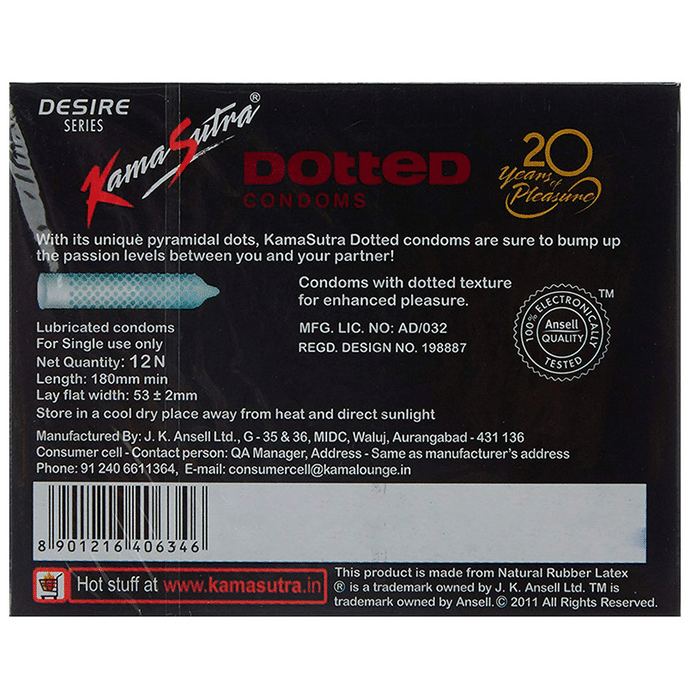 DESIRE
SERIES
KamaSutra®
DOTTED
CONDOMS
20
Years of
Pleasure
With its uniquè pyramidal dots, KamaSutra Dotted condoms are sure to bump up
the passion levels between you and your partner!
Condoms with dotted texture
for enhanced pleasure.
MFG. LIC. NO: AD/032
REGD. DESIGN NO. 198887
100% ELECTRONICALLY
TESTED
Ansell
QUALITY
TM
Lubricated condoms
For Single use only
Net Quantity: 12N
Length: 180mm min
Lay flat width: 53 ± 2mm
Store in a cool dry place away from heat and direct sunlight
Manufactured By: J. K. Ansell Ltd., G - 35 & 36, MIDC, Waluj, Aurangabad - 431 136
Consumer cell - Contact person: QA Manager, Address - Same as manufacturer's address
Phone: 91 240 6611364, E-mail: consumercell@kamalounge.in
8 901216 406346
Hot stuff at www.kamasutra.in
This product is made from Natural Rubber Latex
® is a trademark owned by J. K. Ansell Ltd. TM is
trademark owned by Ansell. © 2011 All Rights Reserved.